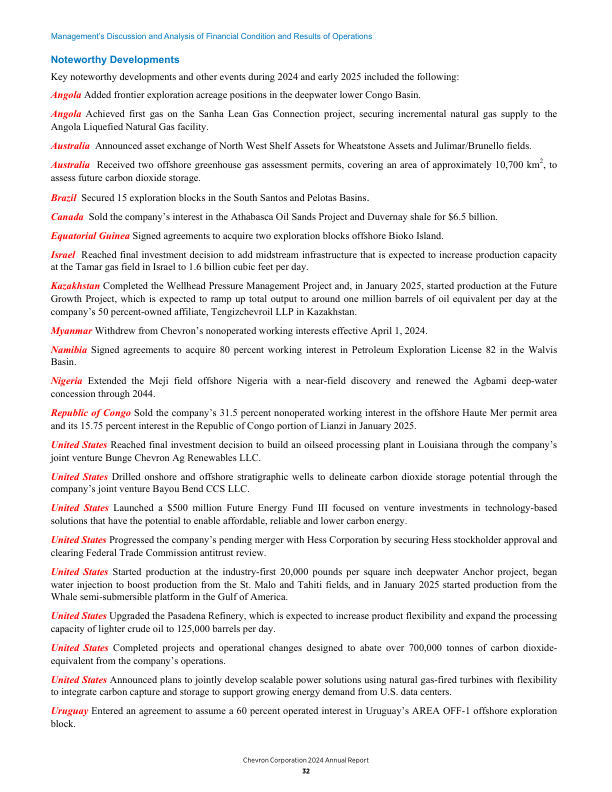 Management's Discussion and Analysis of Financial Condition and Results of Operations
Noteworthy Developments
Key noteworthy developments and other events during 2024 and early 2025 included the following:
Angola Added frontier exploration acreage positions in the deepwater lower Congo Basin.
Angola Achieved first gas on the Sanha Lean Gas Connection project, securing incremental natural gas supply to the
Angola Liquefied Natural Gas facility.
Australia Announced asset exchange of North West Shelf Assets for Wheatstone Assets and Julimar/Brunello fields.
Australia Received two offshore greenhouse gas assessment permits, covering an area of approximately 10,700 km², to
assess future carbon dioxide storage.
Brazil Secured 15 exploration blocks in the South Santos and Pelotas Basins.
Canada Sold the company's interest in the Athabasca Oil Sands Project and Duvernay shale for $6.5 billion.
Equatorial Guinea Signed agreements to acquire two exploration blocks offshore Bioko Island.
Israel Reached final investment decision to add midstream infrastructure that is expected to increase production capacity
at the Tamar gas field in Israel to 1.6 billion cubic feet per day.
Kazakhstan Completed the Wellhead Pressure Management Project and, in January 2025, started production at the Future
Growth Project, which is expected to ramp up total output to around one million barrels of oil equivalent per day at the
company's 50 percent-owned affiliate, Tengizchevroil LLP in Kazakhstan.
Myanmar Withdrew from Chevron's nonoperated working interests effective April 1, 2024.
Namibia Signed agreements to acquire 80 percent working interest in Petroleum Exploration License 82 in the Walvis
Basin.
Nigeria Extended the Meji field offshore Nigeria with a near-field discovery and renewed the Agbami deep-water
concession through 2044.
Republic of Congo Sold the company's 31.5 percent nonoperated working interest in the offshore Haute Mer permit area
and its 15.75 percent interest in the Republic of Congo portion of Lianzi in January 2025.
United States Reached final investment decision to build an oilseed processing plant in Louisiana through the company's
joint venture Bunge Chevron Ag Renewables LLC.
United States Drilled onshore and offshore stratigraphic wells to delineate carbon dioxide storage potential through the
company's joint venture Bayou Bend CCS LLC.
United States Launched a $500 million Future Energy Fund III focused on venture investments in technology-based
solutions that have the potential to enable affordable, reliable and lower carbon energy.
United States Progressed the company's pending merger with Hess Corporation by securing Hess stockholder approval and
clearing Federal Trade Commission antitrust review.
United States Started production at the industry-first 20,000 pounds per square inch deepwater Anchor project, began
water injection to boost production from the St. Malo and Tahiti fields, and in January 2025 started production from the
Whale semi-submersible platform in the Gulf of America.
United States Upgraded the Pasadena Refinery, which is expected to increase product flexibility and expand the processing
capacity of lighter crude oil to 125,000 barrels per day.
United States Completed projects and operational changes designed to abate over 700,000 tonnes of carbon dioxide-
equivalent from the company's operations.
United States Announced plans to jointly develop scalable power solutions using natural gas-fired turbines with flexibility
to integrate carbon capture and storage to support growing energy demand from U.S. data centers.
Uruguay Entered an agreement to assume a 60 percent operated interest in Uruguay's AREA OFF-1 offshore exploration
block.
Chevron Corporation 2024 Annual Report
32